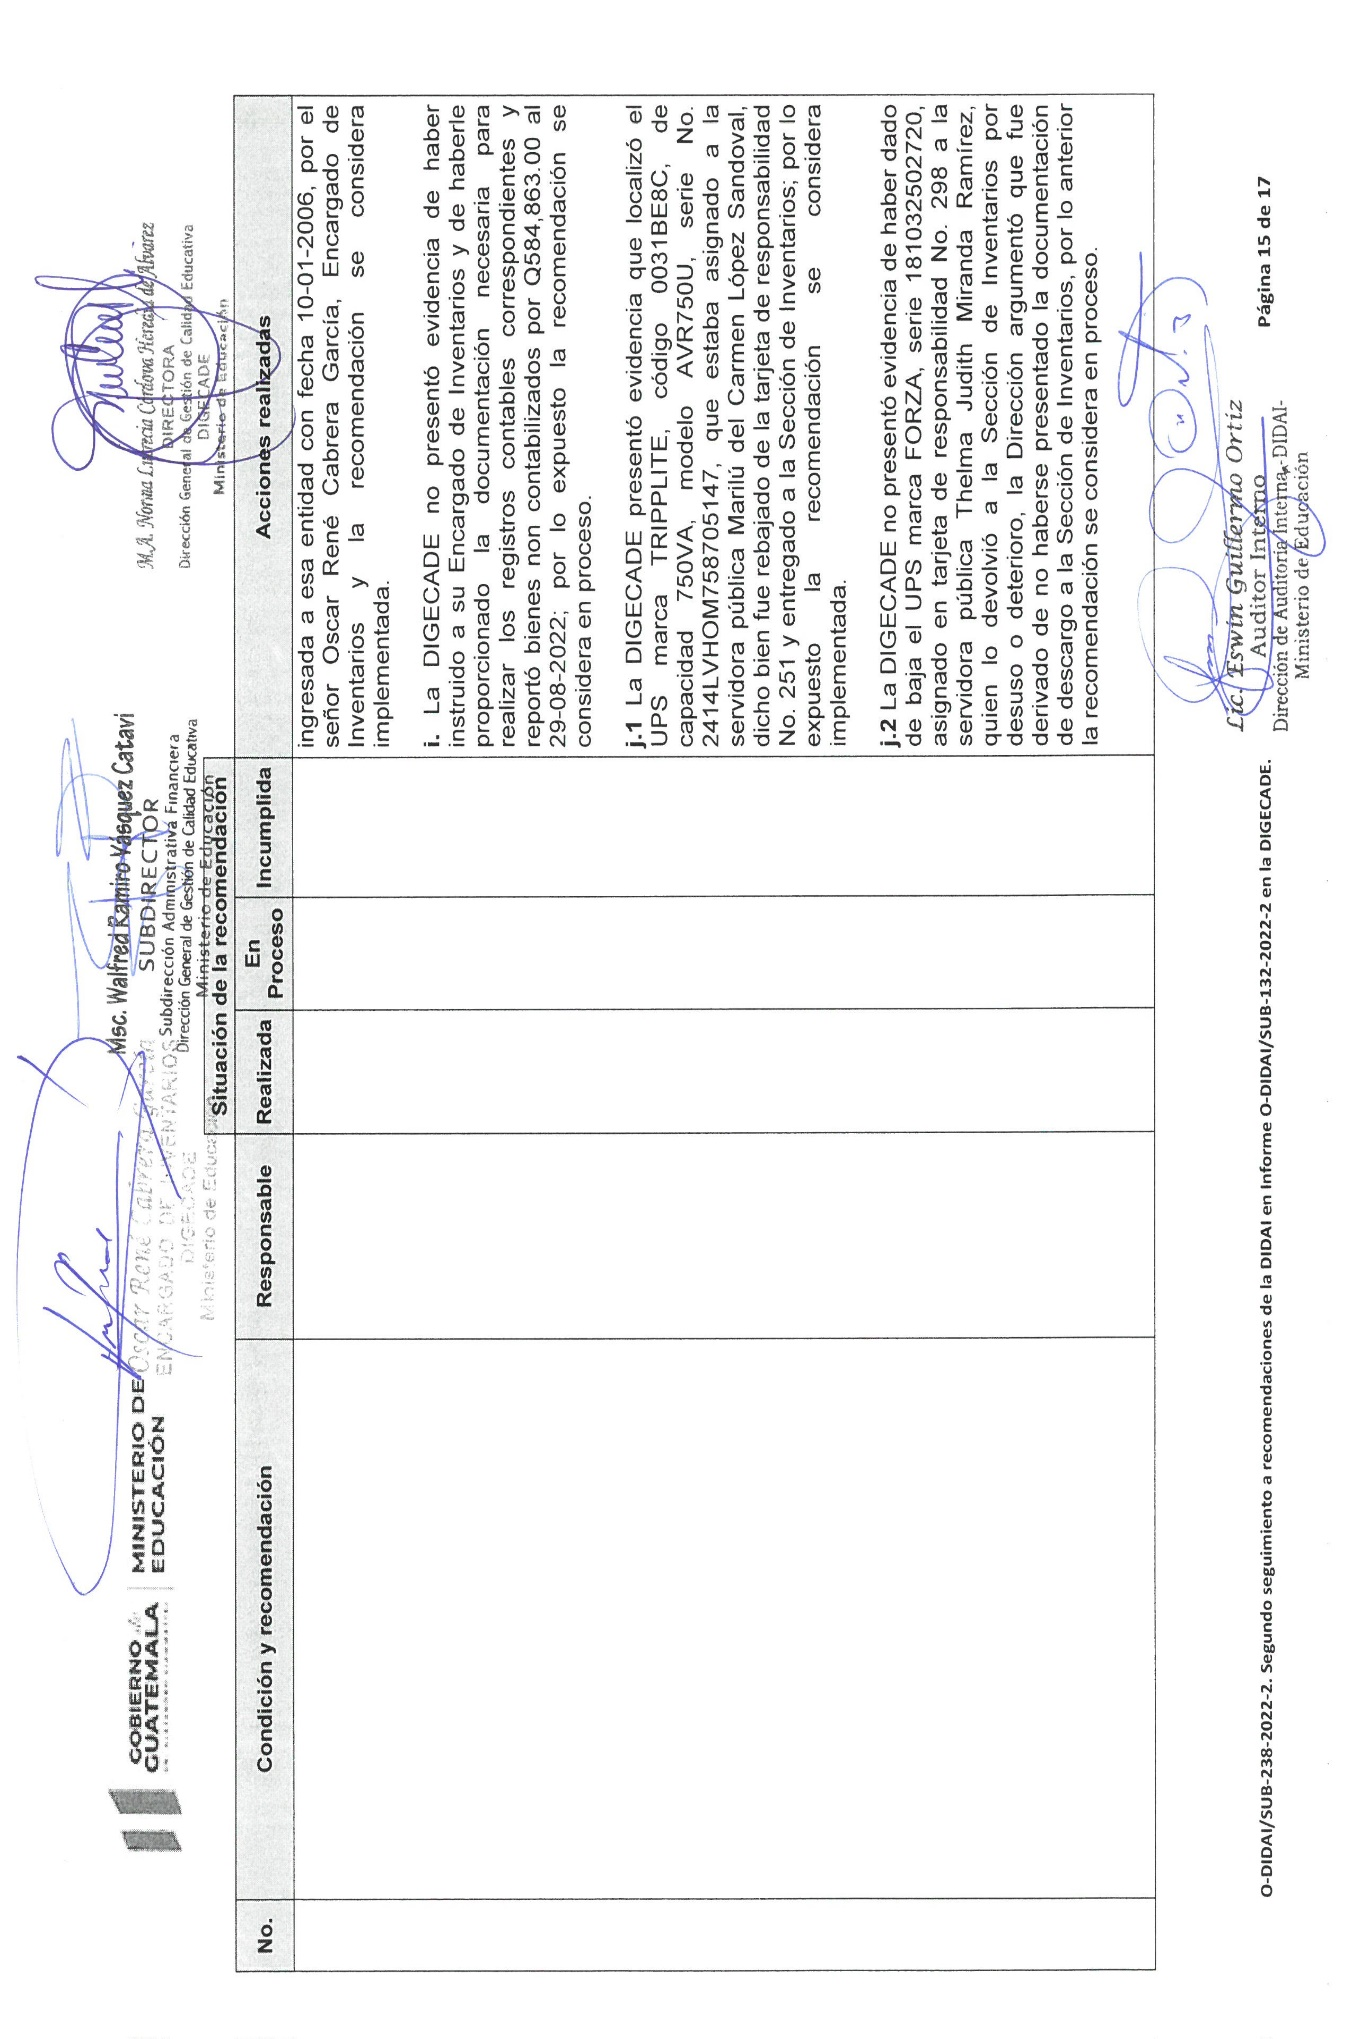 GOBIERNO de
GUATEMALA
MINISTERIO DE
EDUCACIÓN
Oscar René Cabrera García
ENCARGADO DE INVENTARIOS
DIGECADE
Ministerio de Educación
Msc. Walfred Ramiro Vásquez Cataví
SUBDIRECTOR
Subdirección Administrativa Financiera
Dirección General de Gestión de Calidad Educativa
Ministerio de Educación
M.A. Norma Lucrecia Cordova Heredia de Alvarez
DIRECTORA
Dirección General de Gestión de Calidad Educativa
DIGECADE
Ministerio de Educación
Situación de la recomendación
No.
Condición y recomendación
Responsable
Realizada
En
Proceso
Incumplida
Acciones realizadas
ingresada a esa entidad con fecha 10-01-2006, por el
señor Oscar René Cabrera García, Encargado de
Inventarios y la recomendación se considera
implementada.
i. La DIGECADE no presentó evidencia de haber
instruido a su Encargado de Inventarios y de haberle
proporcionado la documentación necesaria para
realizar los registros contables correspondientes y
reportó bienes non contabilizados por Q584,863.00 al
29-08-2022; por lo expuesto la recomendación se
considera en proceso.
j.1 La DIGECADE presentó evidencia que localizó el
UPS marca TRIPPLITE, código 0031BE8C, de
capacidad 750VA, modelo AVR750U, serie No.
2414LVHOM758705147, que estaba asignado a la
servidora pública Marilú del Carmen López Sandoval,
dicho bien fue rebajado de la tarjeta de responsabilidad
No. 251 y entregado a la Sección de Inventarios; por lo
expuesto la recomendación se considera
implementada.
j.2 La DIGECADE no presentó evidencia de haber dado
de baja el UPS marca FORZA, serie 181032502720,
asignado en tarjeta de responsabilidad No. 298 a la
servidora pública Thelma Judith Miranda Ramírez,
quien lo devolvió a la Sección de Inventarios por
desuso o deterioro, la Dirección argumentó que fue
derivado de no haberse presentado la documentación
de descargo a la Sección de Inventarios, por lo anterior
la recomendación se considera en proceso.
Lic. Eswin Guillermo Ortiz
Auditor Interno
Dirección de Auditoría Interna -DIDAI-
Ministerio de Educación
O-DIDAI/SUB-238-2022-2. Segundo seguimiento a recomendaciones de la DIDAI en Informe O-DIDAI/SUB-132-2022-2 en la DIGECADE.
Página 15 de 17